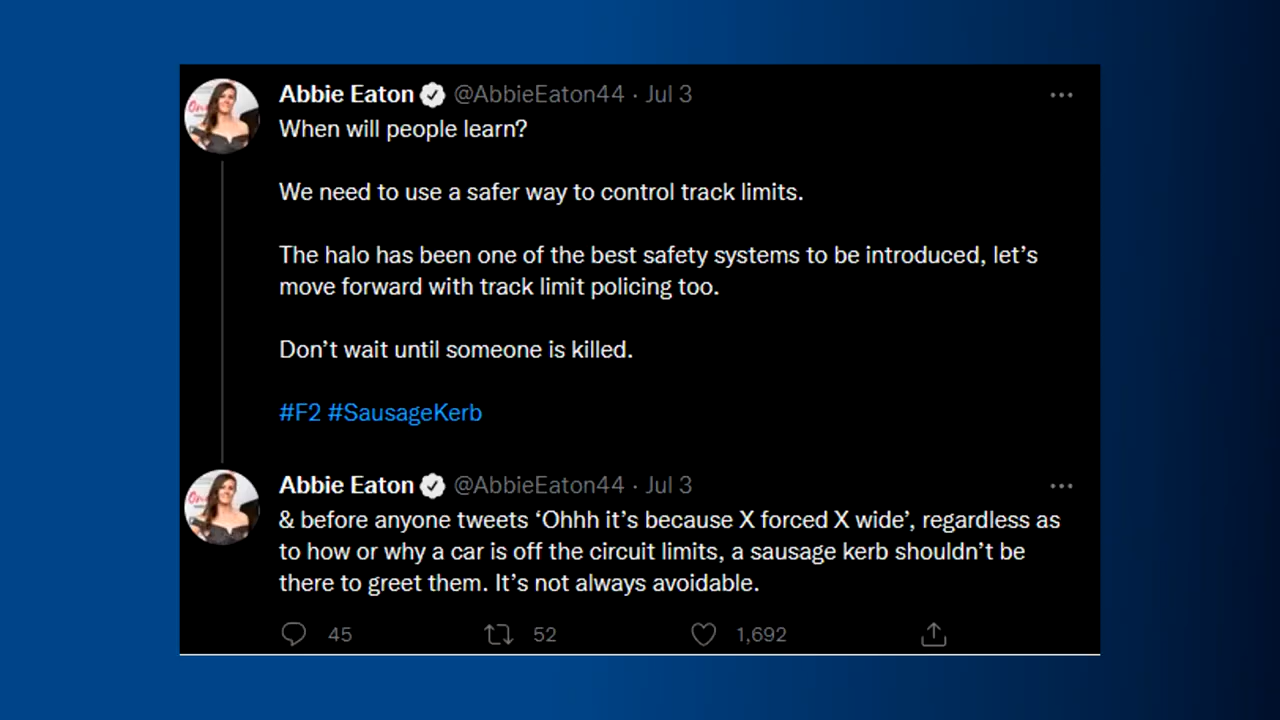 Abbie Eaton @AbbieEaton44 · Jul 3
When will people learn?
We need to use a safer way to control track limits.
The halo has been one of the best safety systems to be introduced, let’s
move forward with track limit policing too.
Don’t wait until someone is killed.
#F2 #SausageKerb
Abbie Eaton @AbbieEaton44 · Jul 3
& before anyone tweets ‘Ohhh it’s because X forced X wide’, regardless as
to how or why a car is off the circuit limits, a sausage kerb shouldn’t be
there to greet them. It’s not always avoidable.
45 52 1,692